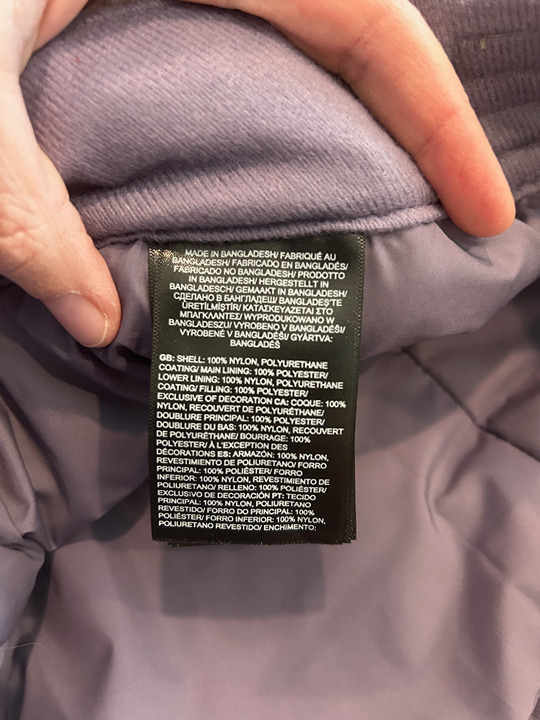 MADE IN BANGLADESH/ FABRIQUÉ AU
BANGLADESH/ FABRICADO EN BANGLADÉS/
FABRICADO NO BANGLADESH/ PRODOTTO
IN BANGLADESH/ HERGESTELLT IN
BANGLADESCH/ GEMAAKT IN BANGLADESH/
СДЕЛАНО В БАНГЛАДЕШ/ BANGLADEŞ'TE
ÜRETİLMİŞTİR/ ΚΑΤΑΣΚΕΥΑΖΕΤΑΙ ΣΤΟ
ΜΠΑΓΚΛΑΝΤΕΣ/ WYPRODUKOWANO W
BANGLADESZU/ VYROBENO V BANGLADÉŠI/
VYROBENÉ V BANGLADÉŠI/ GYÁRTVA:
BANGLADÉS
GB: SHELL: 100% NYLON, POLYURETHANE
COATING/ MAIN LINING: 100% POLYESTER/
LOWER LINING: 100% NYLON, POLYURETHANE
COATING/ FILLING: 100% POLYESTER/
EXCLUSIVE OF DECORATION CA: COQUE: 100%
NYLON, RECOUVERT DE POLYURÉTHANE/
DOUBLURE PRINCIPAL: 100% POLYESTER/
DOUBLURE DU BAS: 100% NYLON, RECOUVERT
DE POLYURÉTHANE/ BOURRAGE: 100%
POLYESTER/ À L'EXCEPTION DES
DÉCORATIONS ES: ARMAZÓN: 100% NYLON,
REVESTIMIENTO DE POLIURETANO/ FORRO
PRINCIPAL: 100% POLIÉSTER/ FORRO
INFERIOR: 100% NYLON, REVESTIMIENTO DE
POLIURETANO/ RELLENO: 100% POLIÉSTER/
EXCLUSIVO DE DECORACIÓN PT: TECIDO
PRINCIPAL: 100% NYLON, POLIURETANO
REVESTIDO/ FORRO DO PRINCIPAL: 100%
POLIÉSTER/ FORRO INFERIOR: 100% NYLON,
POLIURETANO REVESTIDO/ ENCHIMENTO: